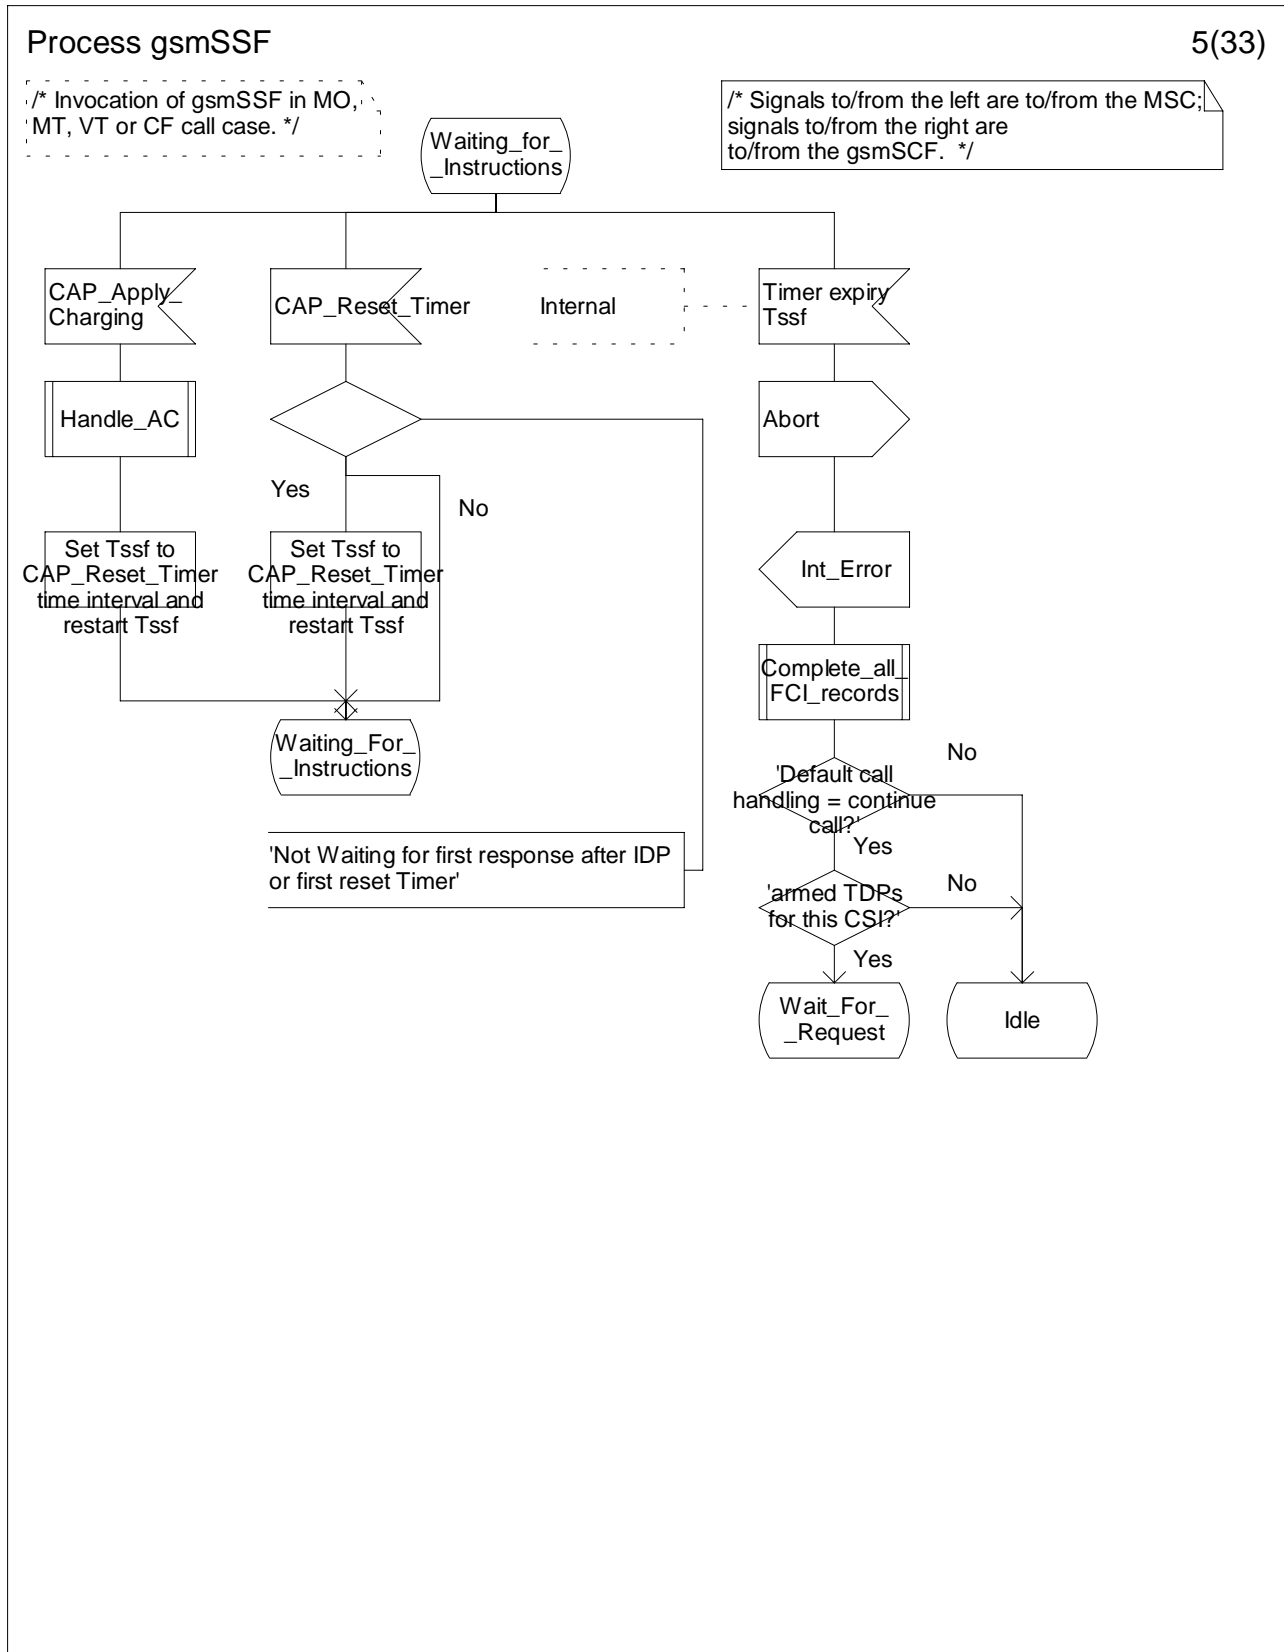 Process gsmSSF
5(33)
/* Invocation of gsmSSF in MO,
MT, VT or CF call case. */
/* Signals to/from the left are to/from the MSC;
signals to/from the right are
to/from the gsmSCF.  */
Waiting_for_
_Instructions
CAP_Apply_
Charging
CAP_Reset_Timer
Internal
Timer expiry
Tssf
Handle_AC
Abort
Yes
No
Set Tssf to
CAP_Reset_Timer
time interval and
restart Tssf
Set Tssf to
CAP_Reset_Timer
time interval and
restart Tssf
Int_Error
Complete_all_
_FCI_records
Waiting_For_
_Instructions
'Default call
handling = continue
call?'
No
Yes
'Not Waiting for first response after IDP
or first reset Timer'
'armed TDPs
for this CSI?'
No
Yes
Wait_For_
_Request
Idle